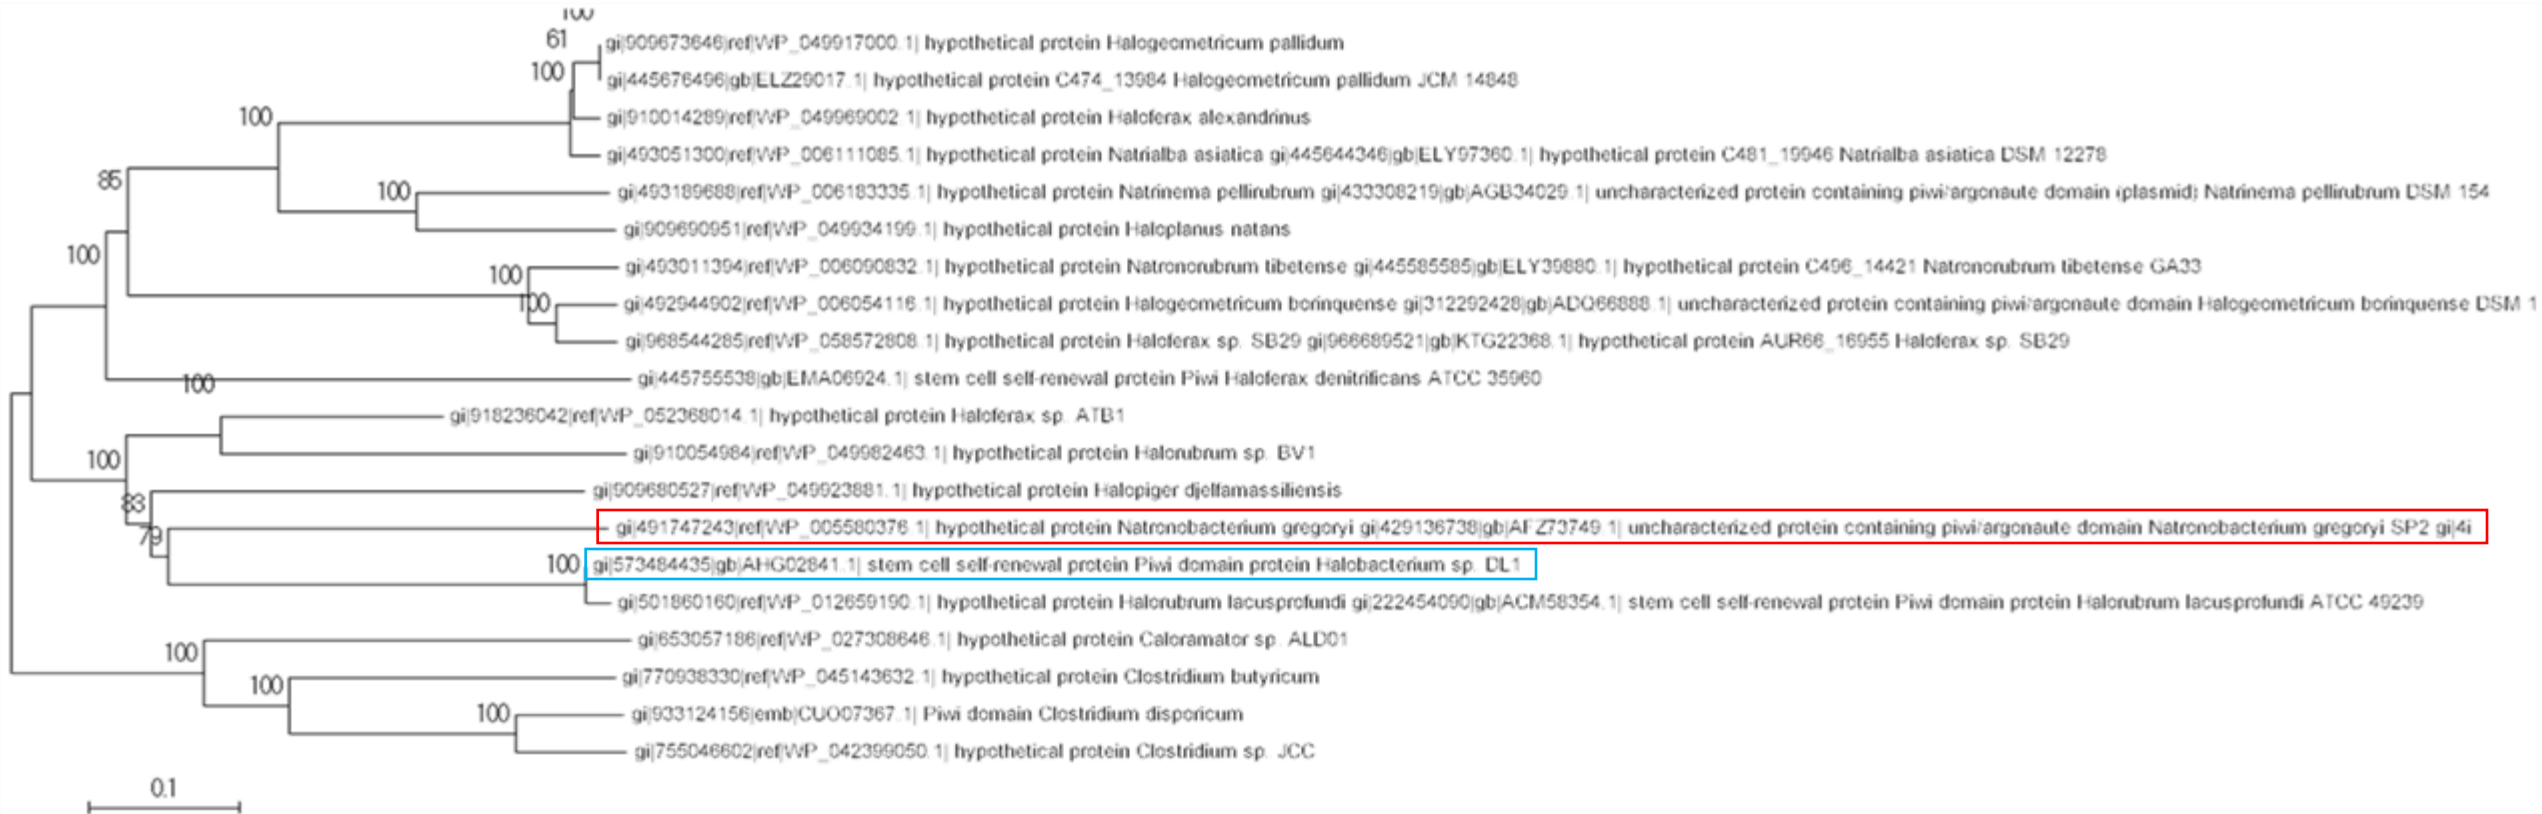 100
61
gi|909673646|ref|WP_049917000.1| hypothetical protein Halogeometricum pallidum
100
gi|445676496|gb|ELZ29017.1| hypothetical protein C474_13984 Halogeometricum pallidum JCM 14848
100
gi|910014289|ref|WP_049969002.1| hypothetical protein Haloferax alexandrinus
gi|493051300|ref|WP_006111085.1| hypothetical protein Natrialba asiatica gi|445644346|gb|ELY97360.1| hypothetical protein C481_19946 Natrialba asiatica DSM 12278
85
100
gi|493189688|ref|WP_006183335.1| hypothetical protein Natrinema pellirubrum gi|433308219|gb|AGB34029.1| uncharacterized protein containing piwi/argonaute domain (plasmid) Natrinema pellirubrum DSM 154
gi|909690951|ref|WP_049934199.1| hypothetical protein Haloplanus natans
100
100
gi|493011394|ref|WP_006090832.1| hypothetical protein Natronorubrum tibetense gi|445585585|gb|ELY39880.1| hypothetical protein C496_14421 Natronorubrum tibetense GA33
100
gi|492944902|ref|WP_006054116.1| hypothetical protein Halogeometricum borinquense gi|312292428|gb|ADQ66888.1| uncharacterized protein containing piwi/argonaute domain Halogeometricum borinquense DSM 1
gi|968544285|ref|WP_058572808.1| hypothetical protein Haloferax sp. SB29 gi|966689521|gb|KTG22368.1| hypothetical protein AUR66_16955 Haloferax sp. SB29
100
gi|445755538|gb|EMA06924.1| stem cell self-renewal protein Piwi Haloferax denitrificans ATCC 35960
gi|918236042|ref|WP_052368014.1| hypothetical protein Haloferax sp. ATB1
100
gi|910054984|ref|WP_049982463.1| hypothetical protein Halorubrum sp. BV1
83
gi|909680527|ref|WP_049923881.1| hypothetical protein Halopiger djelfamassiliensis
79
gi|491747243|ref|WP_005580376.1| hypothetical protein Natronobacterium gregoryi gi|429136738|gb|AFZ73749.1| uncharacterized protein containing piwi/argonaute domain Natronobacterium gregoryi SP2 gi|4i
100
gi|573484435|gb|AHG02841.1| stem cell self-renewal protein Piwi domain protein Halobacterium sp. DL1
gi|501860160|ref|WP_012659190.1| hypothetical protein Halorubrum lacusprofundi gi|222454090|gb|ACM58354.1| stem cell self-renewal protein Piwi domain protein Halorubrum lacusprofundi ATCC 49239
100
gi|653057186|ref|WP_027308646.1| hypothetical protein Caloramator sp. ALD01
100
gi|770938330|ref|WP_045143632.1| hypothetical protein Clostridium butyricum
100
gi|933124156|emb|CUO07367.1| Piwi domain Clostridium disporicum
gi|755046602|ref|WP_042399050.1| hypothetical protein Clostridium sp. JCC
0.1